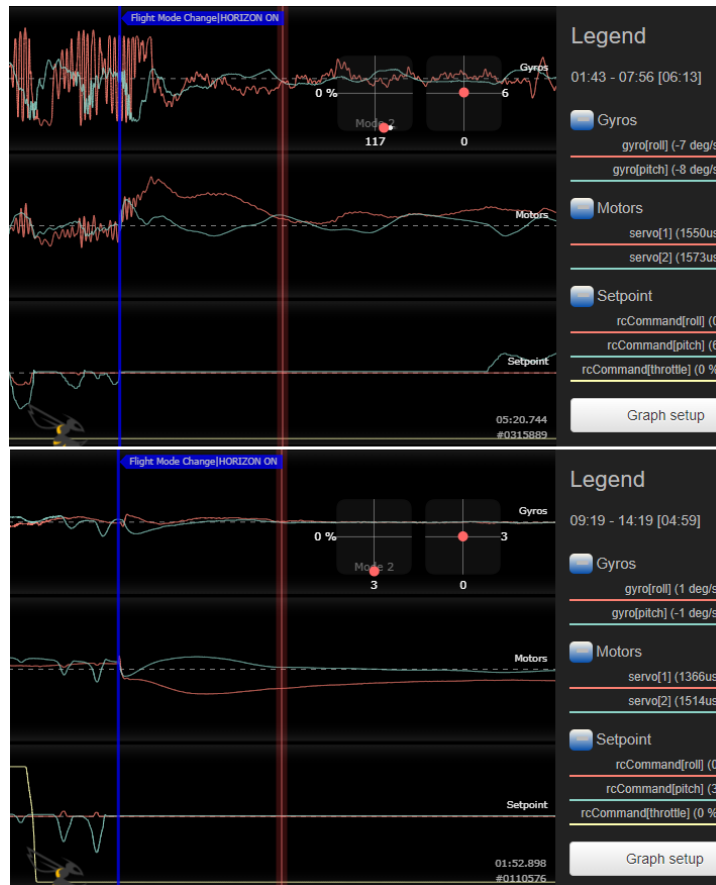 Flight Mode Change|HORIZON ON
Gyros
0 %
6
Mode 2
117
0
Motors
Setpoint
05:20.744
#0315889
Legend
01:43 - 07:56 [06:13]
Gyros
gyro[roll] (-7 deg/s
gyro[pitch] (-8 deg/s
Motors
servo[1] (1550us
servo[2] (1573us
Setpoint
rcCommand[roll] (0
rcCommand[pitch] (6
rcCommand[throttle] (0 %
Graph setup
Flight Mode Change|HORIZON ON
Gyros
0 %
3
Mode 2
3
0
Motors
Setpoint
01:52.898
#0110576
Legend
09:19 - 14:19 [04:59]
Gyros
gyro[roll] (1 deg/s
gyro[pitch] (-1 deg/s
Motors
servo[1] (1366us
servo[2] (1514us
Setpoint
rcCommand[roll] (0
rcCommand[pitch] (3
rcCommand[throttle] (0 %
Graph setup